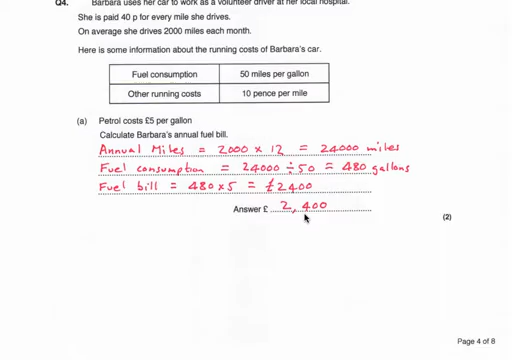 Q4. Barbara uses her car to work as a volunteer driver at her local hospital.
She is paid 40 p for every mile she drives.
On average she drives 2000 miles each month.
Here is some information about the running costs of Barbara's car.
Fuel consumption 50 miles per gallon
Other running costs 10 pence per mile
(a) Petrol costs £5 per gallon
Calculate Barbara's annual fuel bill.
Annual Miles = 2000 × 12 = 24000 miles
Fuel consumption = 24000 ÷ 50 = 480 gallons
Fuel bill = 480 × 5 = £2400
Answer £ 2,400
(2)
Page 4 of 8